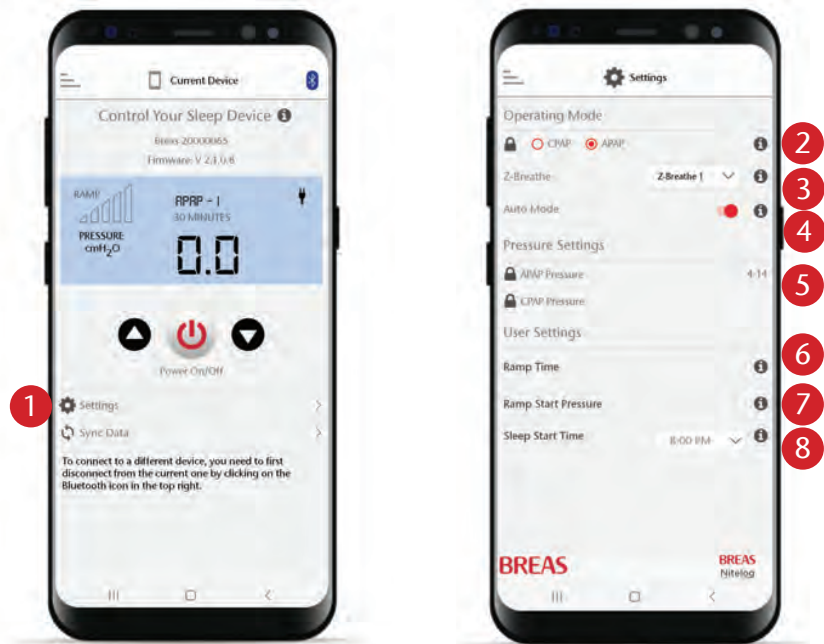 Current Device
Control Your Sleep Device
Breas 20000065
Firmware: V 2.1.0.6
RAMP
APAP - 1
30 MINUTES
PRESSURE
cmH2O
0.0
Power On/Off
1
Settings
Sync Data
To connect to a different device, you need to first
disconnect from the current one by clicking on the
Bluetooth icon in the top right.
Settings
Operating Mode
CPAP APAP
2
Z-Breathe Z-Breathe 1
3
Auto Mode
4
Pressure Settings
APAP Pressure 4-14
5
CPAP Pressure
User Settings
6
Ramp Time
Ramp Start Pressure
7
Sleep Start Time 8:00 PM
8
BREAS
BREAS
Nitelog